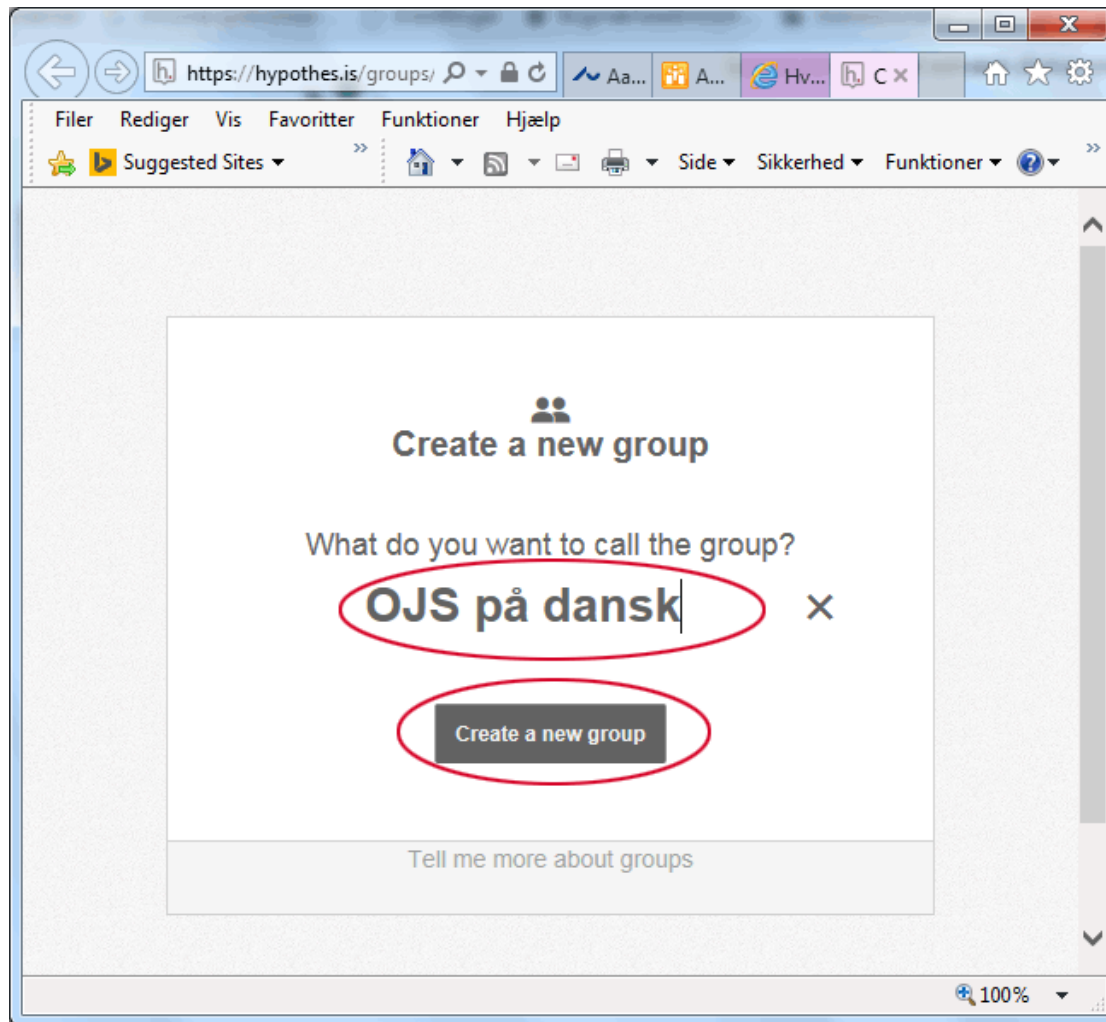 https://hypothes.is/groups/
Aa...
A...
Hv...
C
Filer Rediger Vis Favoritter Funktioner Hjælp
Suggested Sites
Side Sikkerhed Funktioner
Create a new group
What do you want to call the group?
OJS på dansk
Create a new group
Tell me more about groups
100%